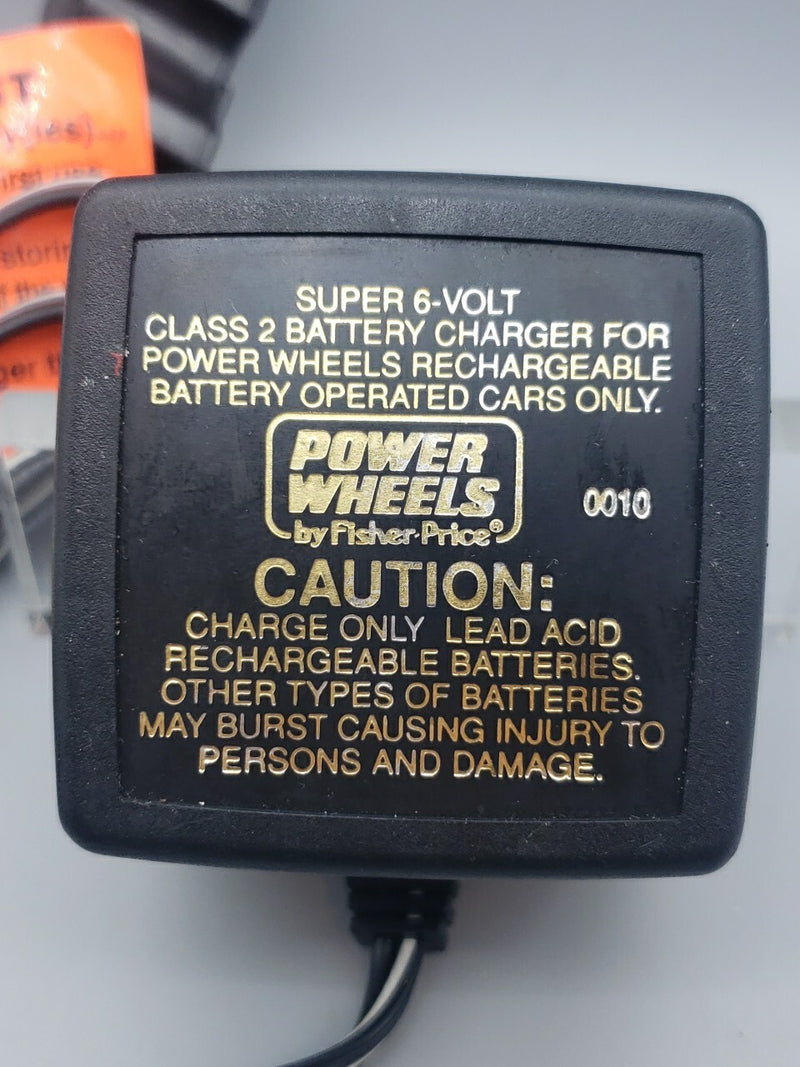 SUPER 6-VOLT
CLASS 2 BATTERY CHARGER FOR
POWER WHEELS RECHARGEABLE
BATTERY OPERATED CARS ONLY.
POWER
WHEELS
by Fisher-Price®
0010
CAUTION:
CHARGE ONLY LEAD ACID
RECHARGEABLE BATTERIES.
OTHER TYPES OF BATTERIES
MAY BURST CAUSING INJURY TO
PERSONS AND DAMAGE.